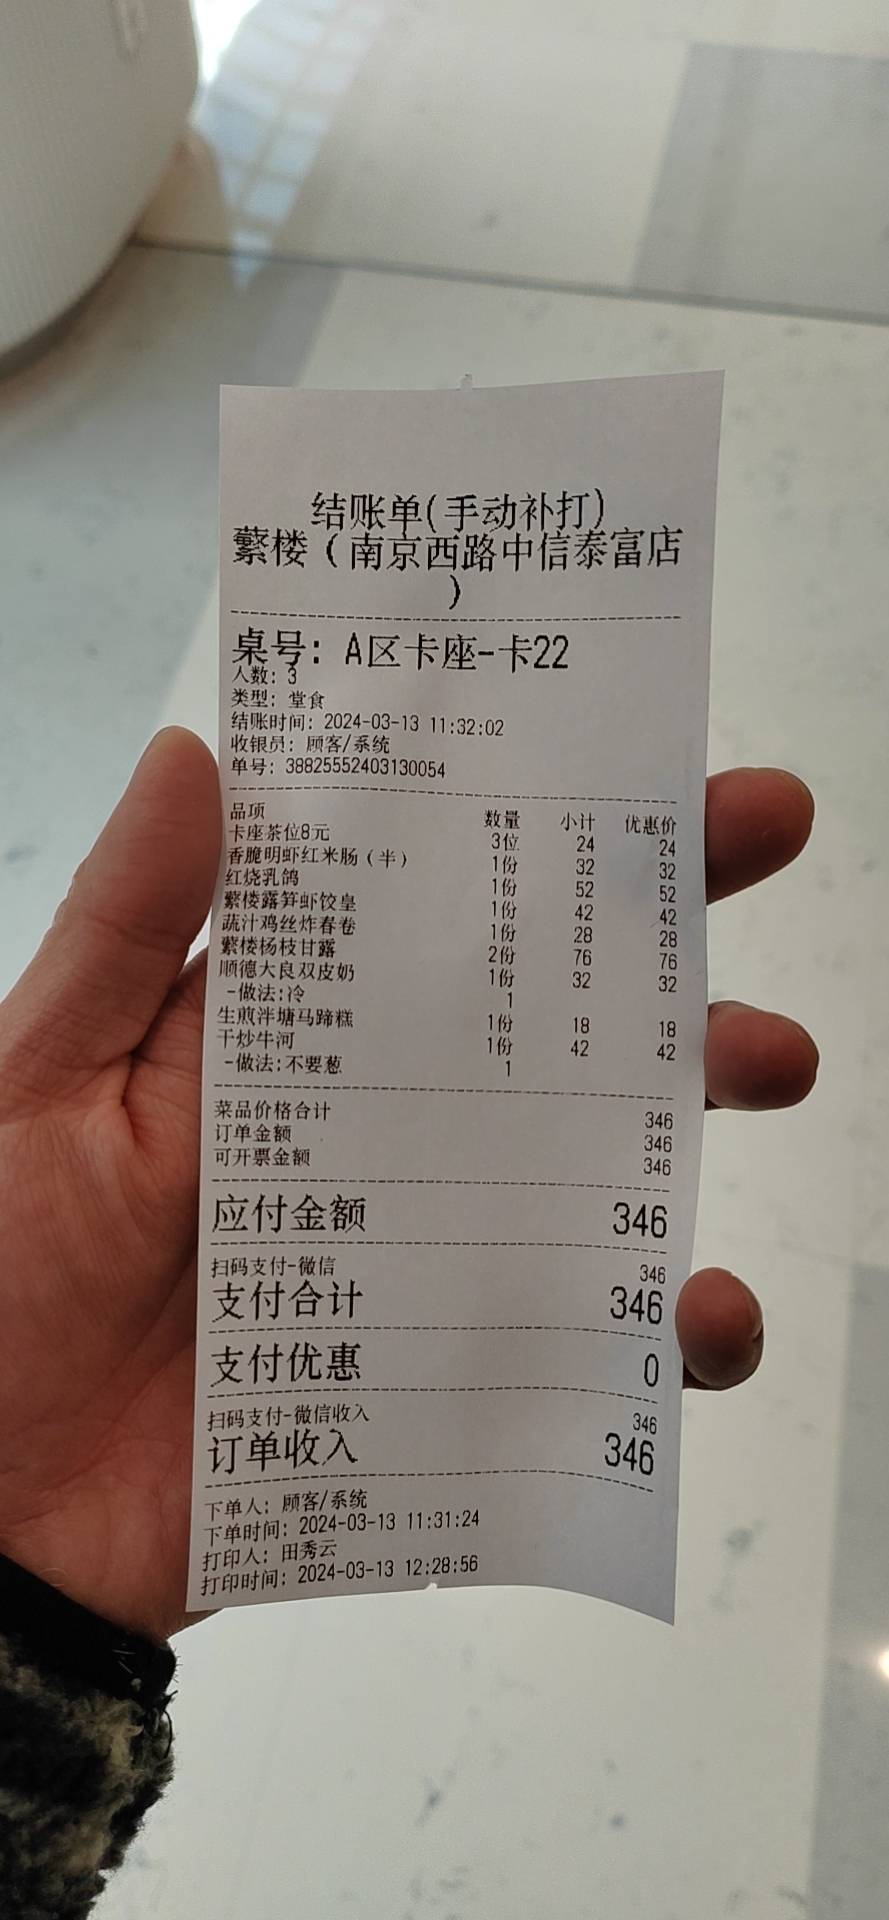 结账单(手动补打)
蘩楼（南京西路中信泰富店
）
桌号: A区卡座-卡22
人数: 3
类型: 堂食
结账时间: 2024-03-13 11:32:02
收银员: 顾客/系统
单号: 38825552403130054
品项 数量 小计 优惠价
卡座茶位8元 3位 24 24
香脆明虾红米肠（半） 1份 32 32
红烧乳鸽 1份 52 52
蘩楼露笋虾饺皇 1份 42 42
蔬汁鸡丝炸春卷 1份 28 28
蘩楼杨枝甘露 2份 76 76
顺德大良双皮奶 1份 32 32
-做法:冷 1
生煎泮塘马蹄糕 1份 18 18
干炒牛河 1份 42 42
-做法:不要葱 1
菜品价格合计 346
订单金额 346
可开票金额 346
应付金额 346
扫码支付-微信 346
支付合计 346
支付优惠 0
扫码支付-微信收入 346
订单收入 346
下单人: 顾客/系统
下单时间: 2024-03-13 11:31:24
打印人: 田秀云
打印时间: 2024-03-13 12:28:56